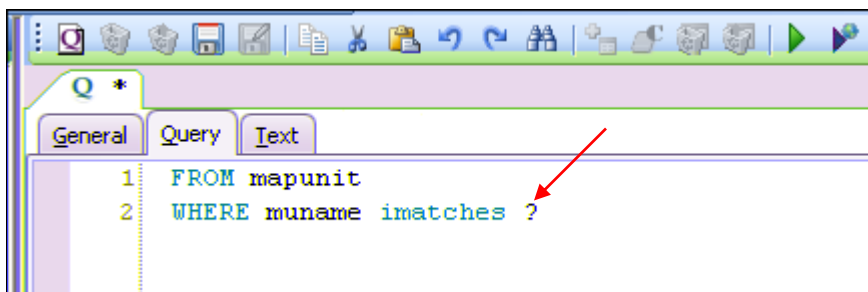 Q *
General Query Text
1 FROM mapunit
2 WHERE muname imatches ?